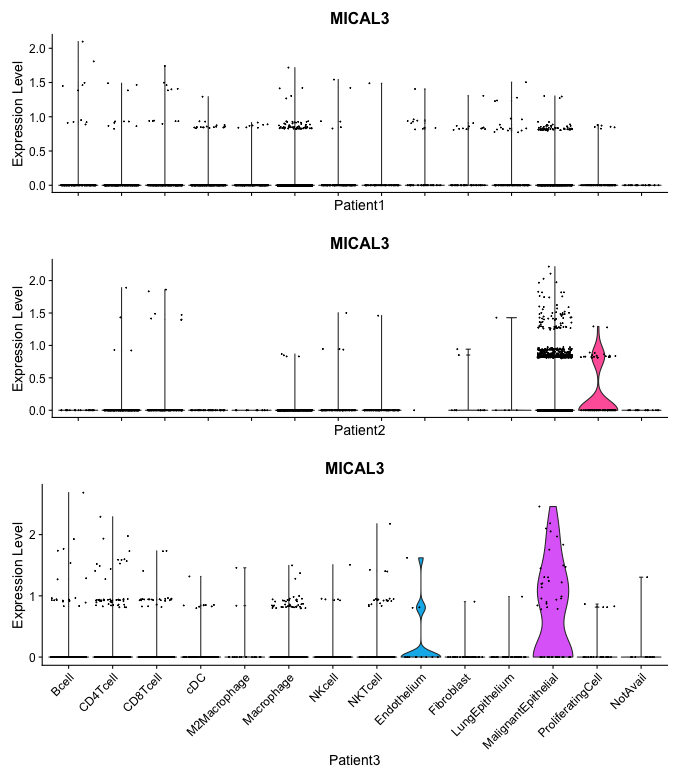 MICAL3
Expression Level
2.0
1.5
1.0
0.5
0.0
Patient1
MICAL3
Expression Level
2.0
1.5
1.0
0.5
0.0
Patient2
MICAL3
Expression Level
2
1
0
Bcell
CD4Tcell
CD8Tcell
cDC
M2Macrophage
Macrophage
NKcell
NKTcell
Endothelium
Fibroblast
LungEpithelium
MalignantEpithelial
ProliferatingCell
NotAvail
Patient3